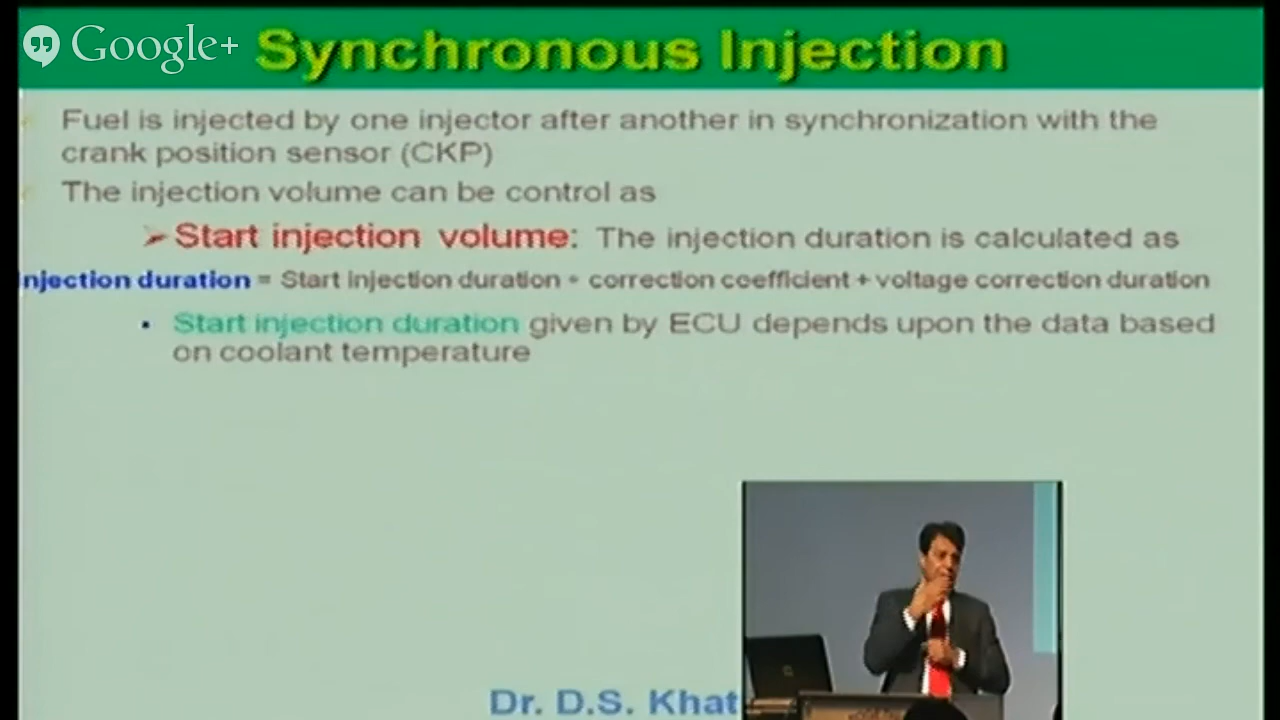 Google+
Synchronous Injection
Fuel is injected by one injector after another in synchronization with the
crank position sensor (CKP)
The injection volume can be control as
➢Start injection volume: The injection duration is calculated as
njection duration = Start Injection duration ÷ correction coefficient + voltage correction duration
• Start injection duration given by ECU depends upon the data based
on coolant temperature
Dr. D.S. Khat